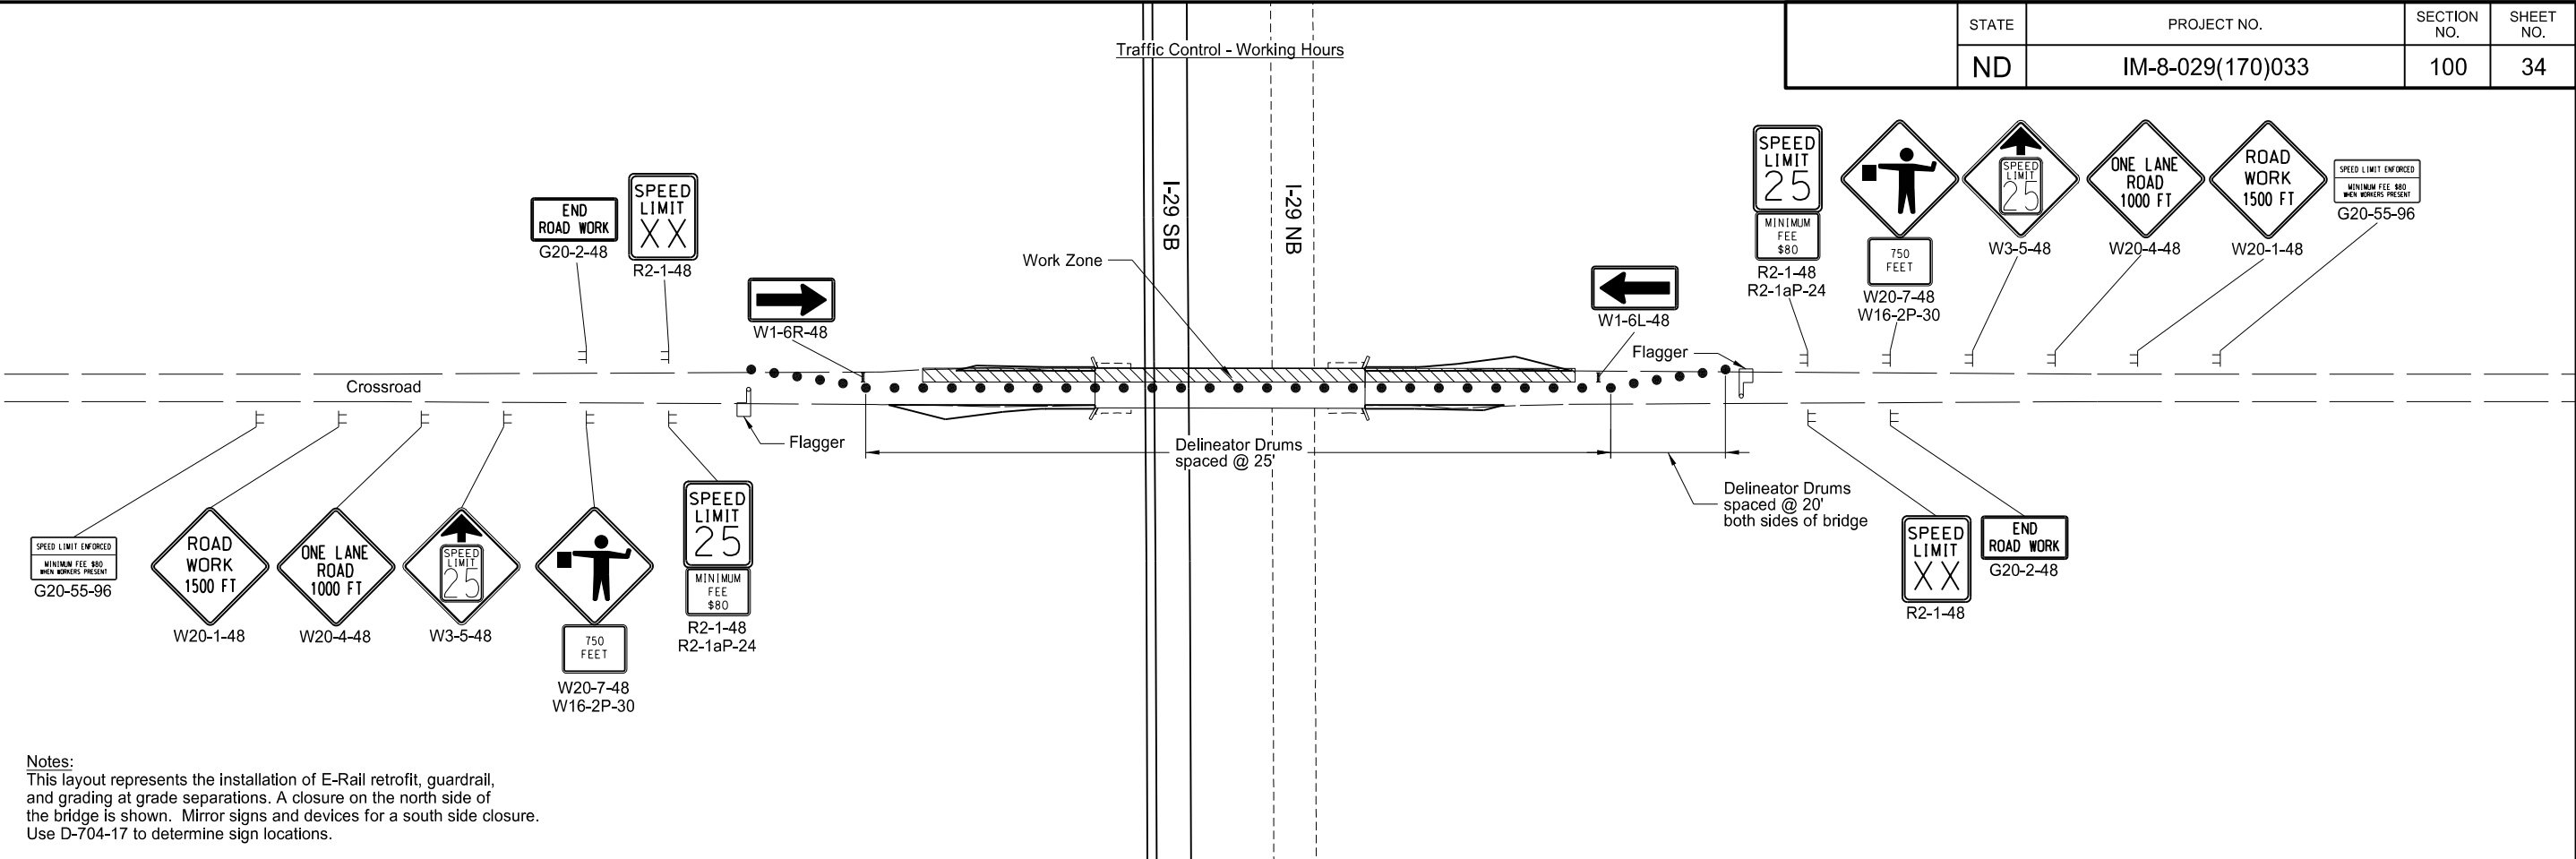 Traffic Control - Working Hours
STATE
PROJECT NO.
SECTION
NO.
SHEET
NO.
ND
IM-8-029(170)033
100
34
END
ROAD WORK
G20-2-48
SPEED
LIMIT
XX
R2-1-48
W1-6R-48
I-29 SB
I-29 NB
Work Zone
W1-6L-48
Flagger
SPEED
LIMIT
25
MINIMUM
FEE
$80
R2-1-48
R2-1aP-24
750
FEET
W20-7-48
W16-2P-30
SPEED
LIMIT
25
W3-5-48
ONE LANE
ROAD
1000 FT
W20-4-48
ROAD
WORK
1500 FT
W20-1-48
SPEED LIMIT ENFORCED
MINIMUM FEE $80
WHEN WORKERS PRESENT
G20-55-96
Crossroad
Flagger
Delineator Drums
spaced @ 25'
Delineator Drums
spaced @ 20'
both sides of bridge
SPEED LIMIT ENFORCED
MINIMUM FEE $80
WHEN WORKERS PRESENT
G20-55-96
ROAD
WORK
1500 FT
W20-1-48
ONE LANE
ROAD
1000 FT
W20-4-48
SPEED
LIMIT
25
W3-5-48
750
FEET
W20-7-48
W16-2P-30
SPEED
LIMIT
25
MINIMUM
FEE
$80
R2-1-48
R2-1aP-24
SPEED
LIMIT
XX
R2-1-48
END
ROAD WORK
G20-2-48
Notes:
This layout represents the installation of E-Rail retrofit, guardrail,
and grading at grade separations. A closure on the north side of
the bridge is shown. Mirror signs and devices for a south side closure.
Use D-704-17 to determine sign locations.